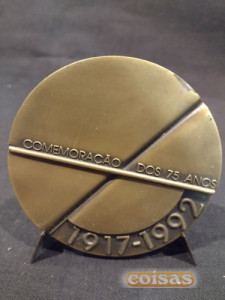 COMEMORAÇÃO DOS 75 ANOS
1917-1992
coisas